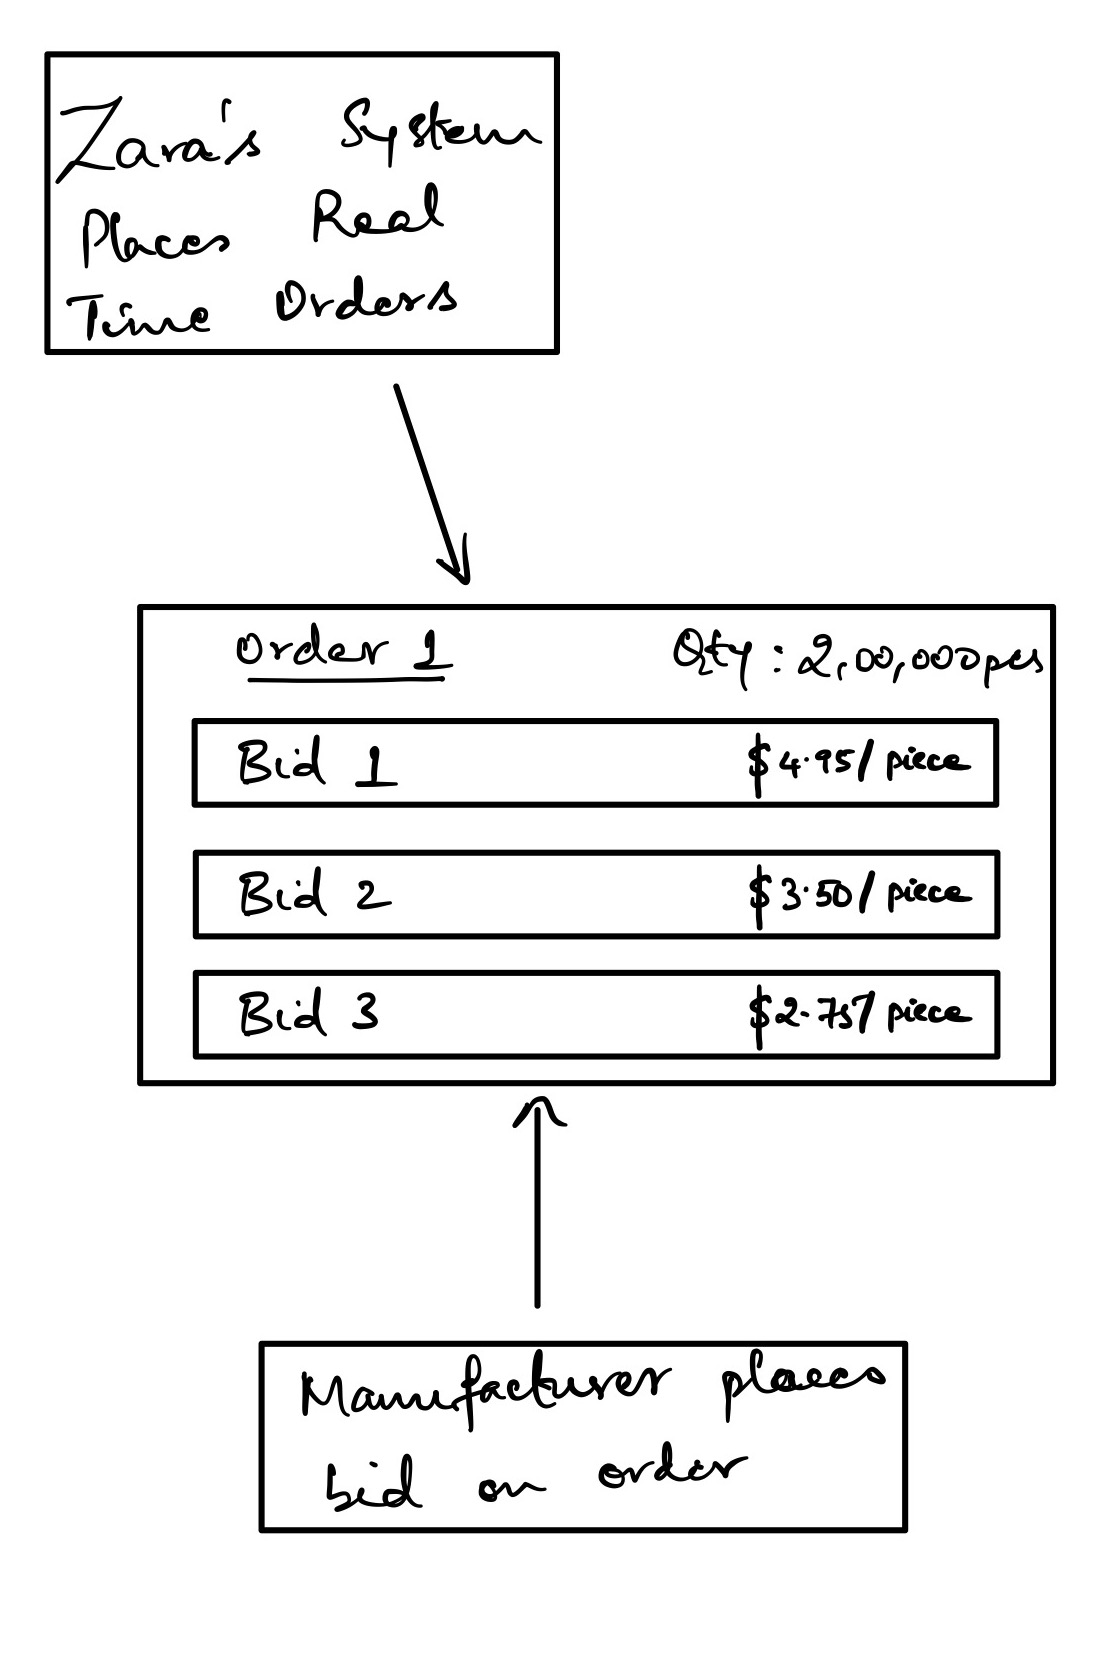 Zara's System
Places Real
Time Orders
Order 1 Qty : 2,00,000pcs
Bid 1 $4.95/ piece
Bid 2 $3.50/ piece
Bid 3 $2.75/ piece
Manufacturer places
bid on order